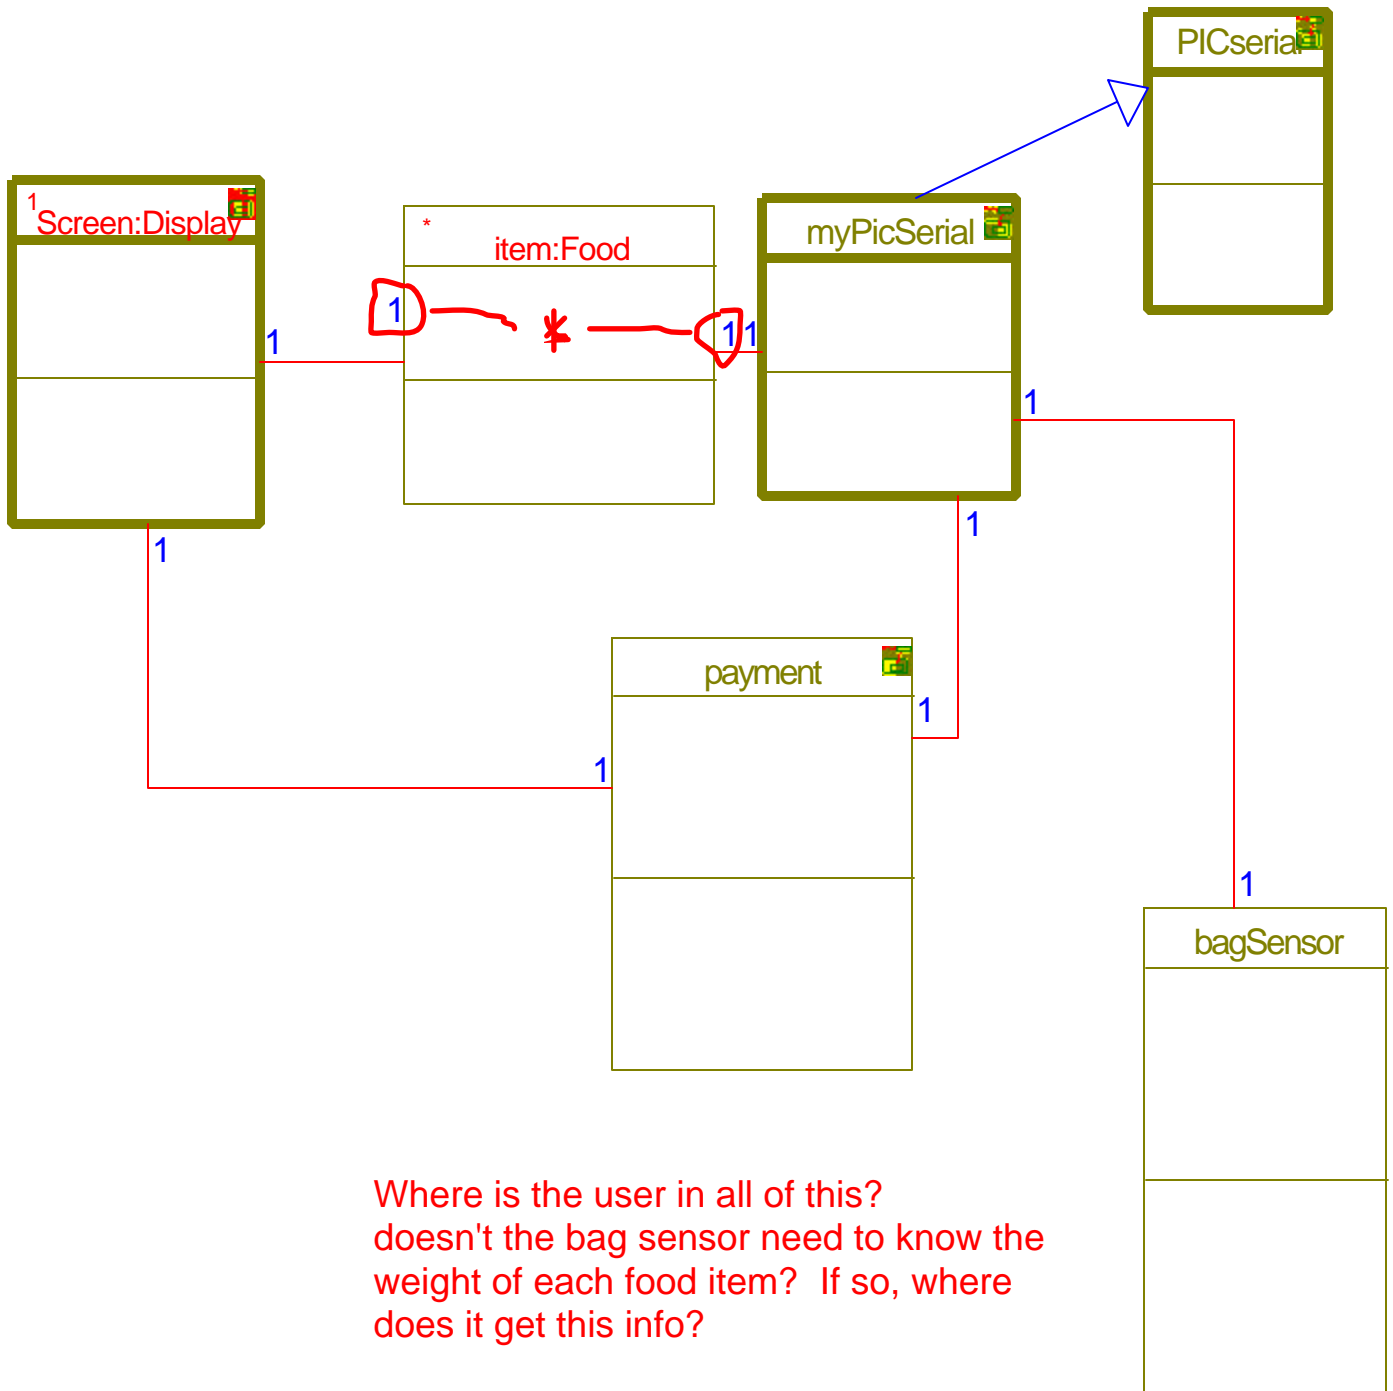 PICserial
1
Screen:Display
*
item:Food
myPicSerial
1
*
1
1
1
1
1
1
payment
1
1
1
bagSensor
Where is the user in all of this?
doesn't the bag sensor need to know the
weight of each food item?  If so, where
does it get this info?